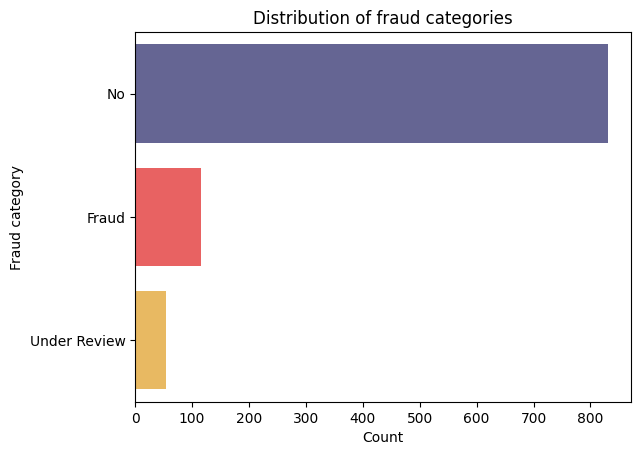 Distribution of fraud categories
Fraud category
No
Fraud
Under Review
0 100 200 300 400 500 600 700 800
Count